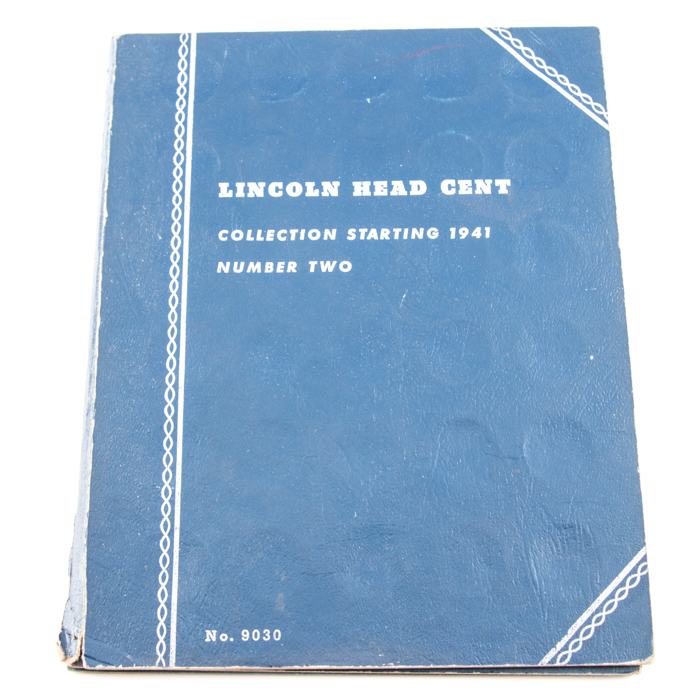 LINCOLN HEAD CENT
COLLECTION STARTING 1941
NUMBER TWO
No. 9030